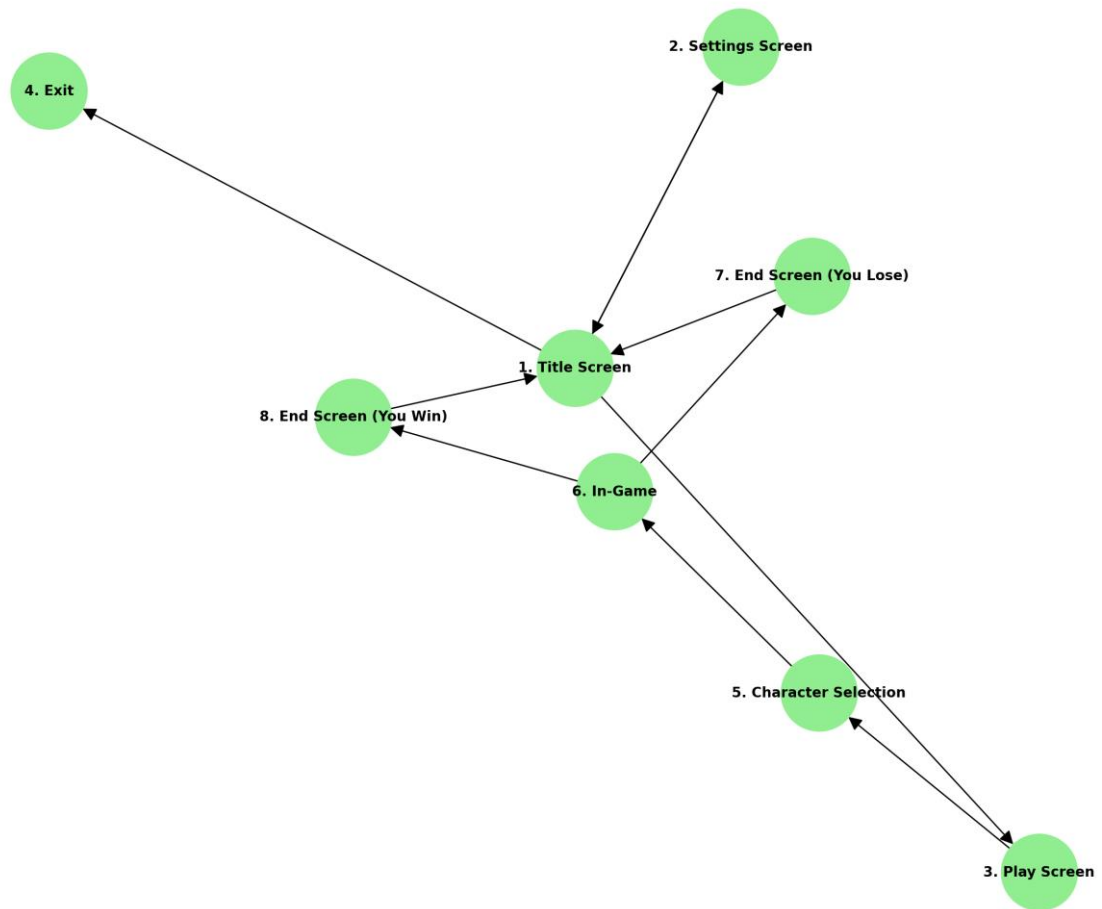 2. Settings Screen
4. Exit
7. End Screen (You Lose)
1. Title Screen
8. End Screen (You Win)
6. In-Game
5. Character Selection
3. Play Screen